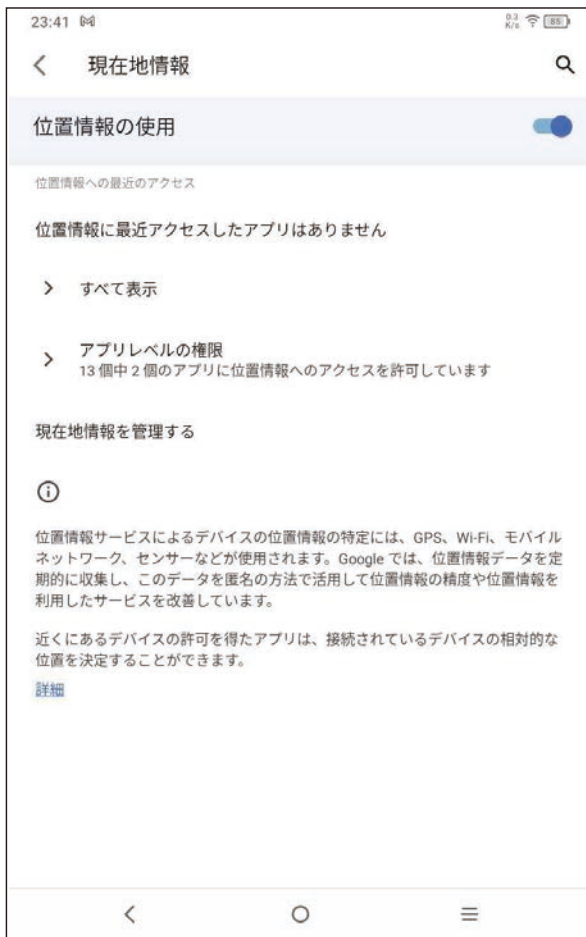 23:41
0.3
K/s
85
現在地情報
位置情報の使用
位置情報への最近のアクセス
位置情報に最近アクセスしたアプリはありません
すべて表示
アプリレベルの権限
13 個中 2 個のアプリに位置情報へのアクセスを許可しています
現在地情報を管理する
位置情報サービスによるデバイスの位置情報の特定には、GPS、Wi-Fi、モバイル
ネットワーク、センサーなどが使用されます。Google では、位置情報データを定
期的に収集し、このデータを匿名の方法で活用して位置情報の精度や位置情報を
利用したサービスを改善しています。
近くにあるデバイスの許可を得たアプリは、接続されているデバイスの相対的な
位置を決定することができます。
詳細